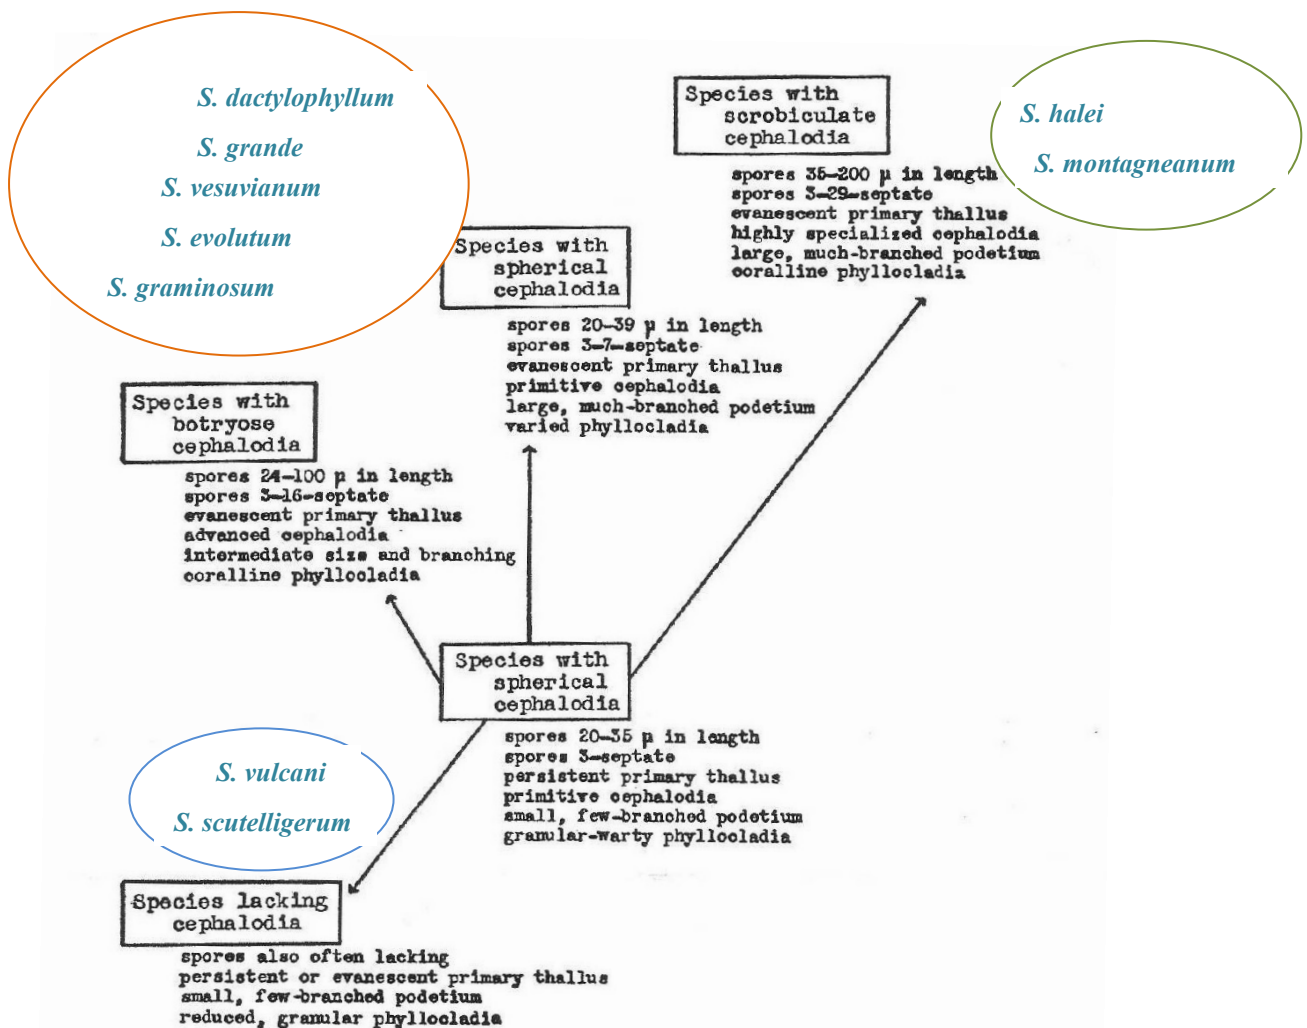 S. dactylophyllum
S. grande
S. vesuvianum
S. evolutum
S. graminosum
Species with
scrobiculate
cephalodia
spores 35-200 µ in length
spores 3-29-septate
evanescent primary thallus
highly specialized cephalodia
large, much-branched podetium
coralline phyllocladia
S. halei
S. montagneanum
Species with
spherical
cephalodia
spores 20-39 µ in length
spores 3-7-septate
evanescent primary thallus
primitive cephalodia
large, much-branched podetium
varied phyllocladia
Species with
botryose
cephalodia
spores 24-100 µ in length
spores 3-16-septate
evanescent primary thallus
advanced cephalodia
intermediate size and branching
coralline phyllocladia
Species with
spherical
cephalodia
spores 20-35 µ in length
spores 3-septate
persistent primary thallus
primitive cephalodia
small, few-branched podetium
granular-warty phyllocladia
S. vulcani
S. scutelligerum
Species lacking
cephalodia
spores also often lacking
persistent or evanescent primary thallus
small, few-branched podetium
reduced, granular phyllocladia